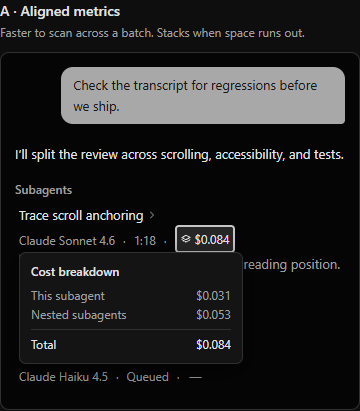 A · Aligned metrics
Faster to scan across a batch. Stacks when space runs out.
Check the transcript for regressions before
we ship.
I'll split the review across scrolling, accessibility, and tests.
Subagents
Trace scroll anchoring ›
Claude Sonnet 4.6 · 1:18 · $0.084
reading position.
Cost breakdown
This subagent $0.031
Nested subagents $0.053
Total $0.084
Claude Haiku 4.5 · Queued · —